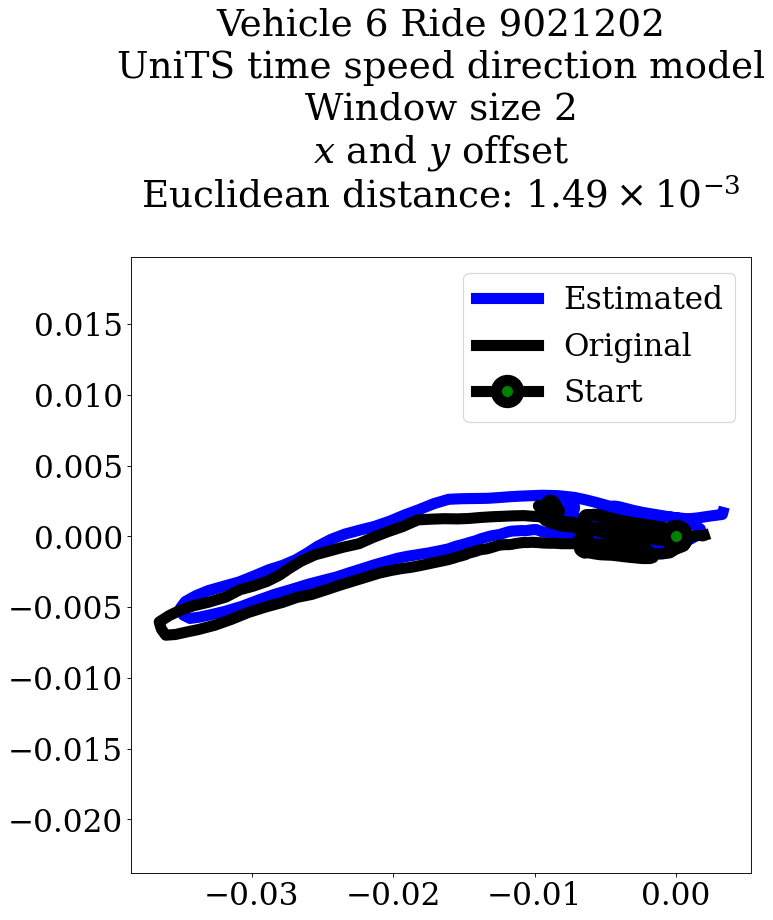 Vehicle 6 Ride 9021202
UniTS time speed direction model
Window size 2
x and y offset
Euclidean distance: 1.49 × 10⁻³
Estimated
Original
Start
0.015
0.010
0.005
0.000
−0.005
−0.010
−0.015
−0.020
−0.03 −0.02 −0.01 0.00